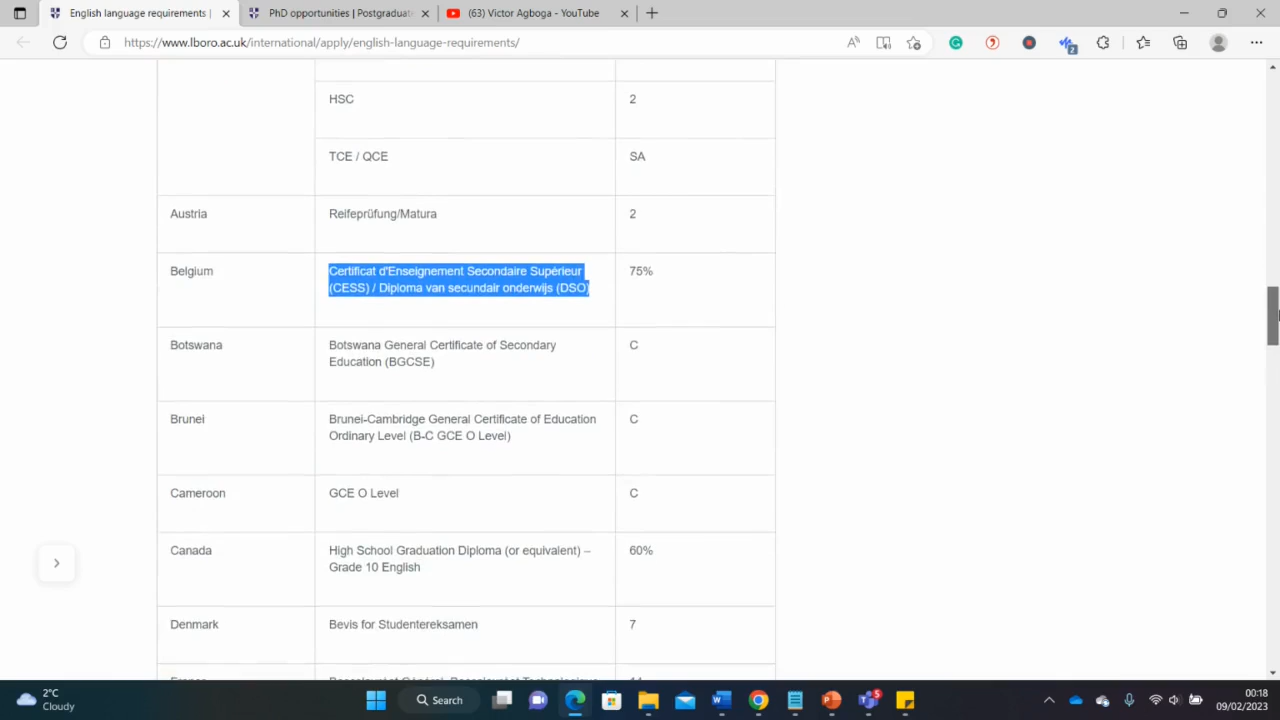 English language requirements |
PhD opportunities | Postgraduate
(63) Victor Agboga - YouTube
https://www.lboro.ac.uk/international/apply/english-language-requirements/
2
HSC
2
TCE / QCE
SA
Austria
Reifeprüfung/Matura
2
Belgium
Certificat d'Enseignement Secondaire Supérieur
(CESS) / Diploma van secundair onderwijs (DSO)
75%
Botswana
Botswana General Certificate of Secondary
Education (BGCSE)
C
Brunei
Brunei-Cambridge General Certificate of Education
Ordinary Level (B-C GCE O Level)
C
Cameroon
GCE O Level
C
Canada
High School Graduation Diploma (or equivalent) –
Grade 10 English
60%
Denmark
Bevis for Studentereksamen
7
2°C
Cloudy
Search
5
00:18
09/02/2023